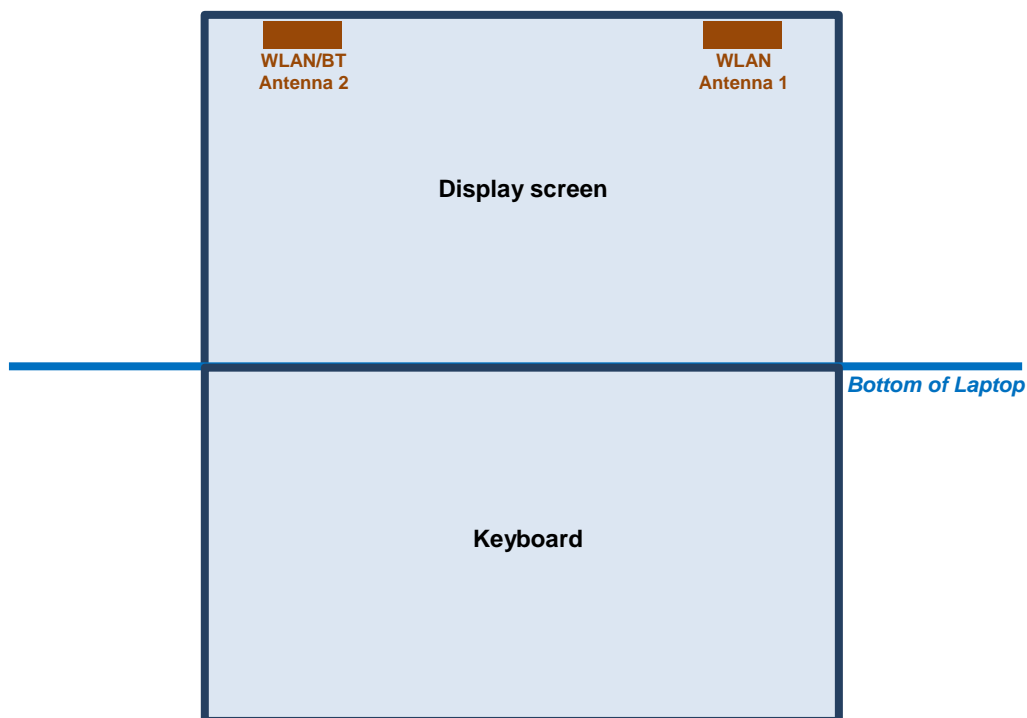 WLAN/BT
Antenna 2
WLAN
Antenna 1
Display screen
Bottom of Laptop
Keyboard